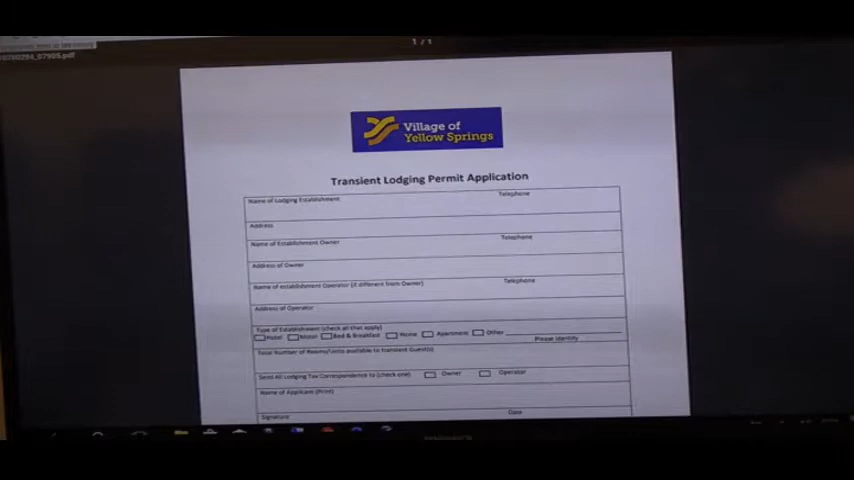 1 / 1
Village of
Yellow Springs
Transient Lodging Permit Application
Name of Lodging Establishment Telephone
Address
Name of Establishment Owner Telephone
Address of Owner
Name of establishment Operator (if different from Owner) Telephone
Address of Operator
Type of Establishment (check all that apply)
Hotel Motel Bed & Breakfast Home Apartment Other
Please Identify
Total Number of Rooms/Units available to transient Guest(s)
Send All Lodging Tax Correspondence to (check one) Owner Operator
Name of Applicant (Print)
Signature Date